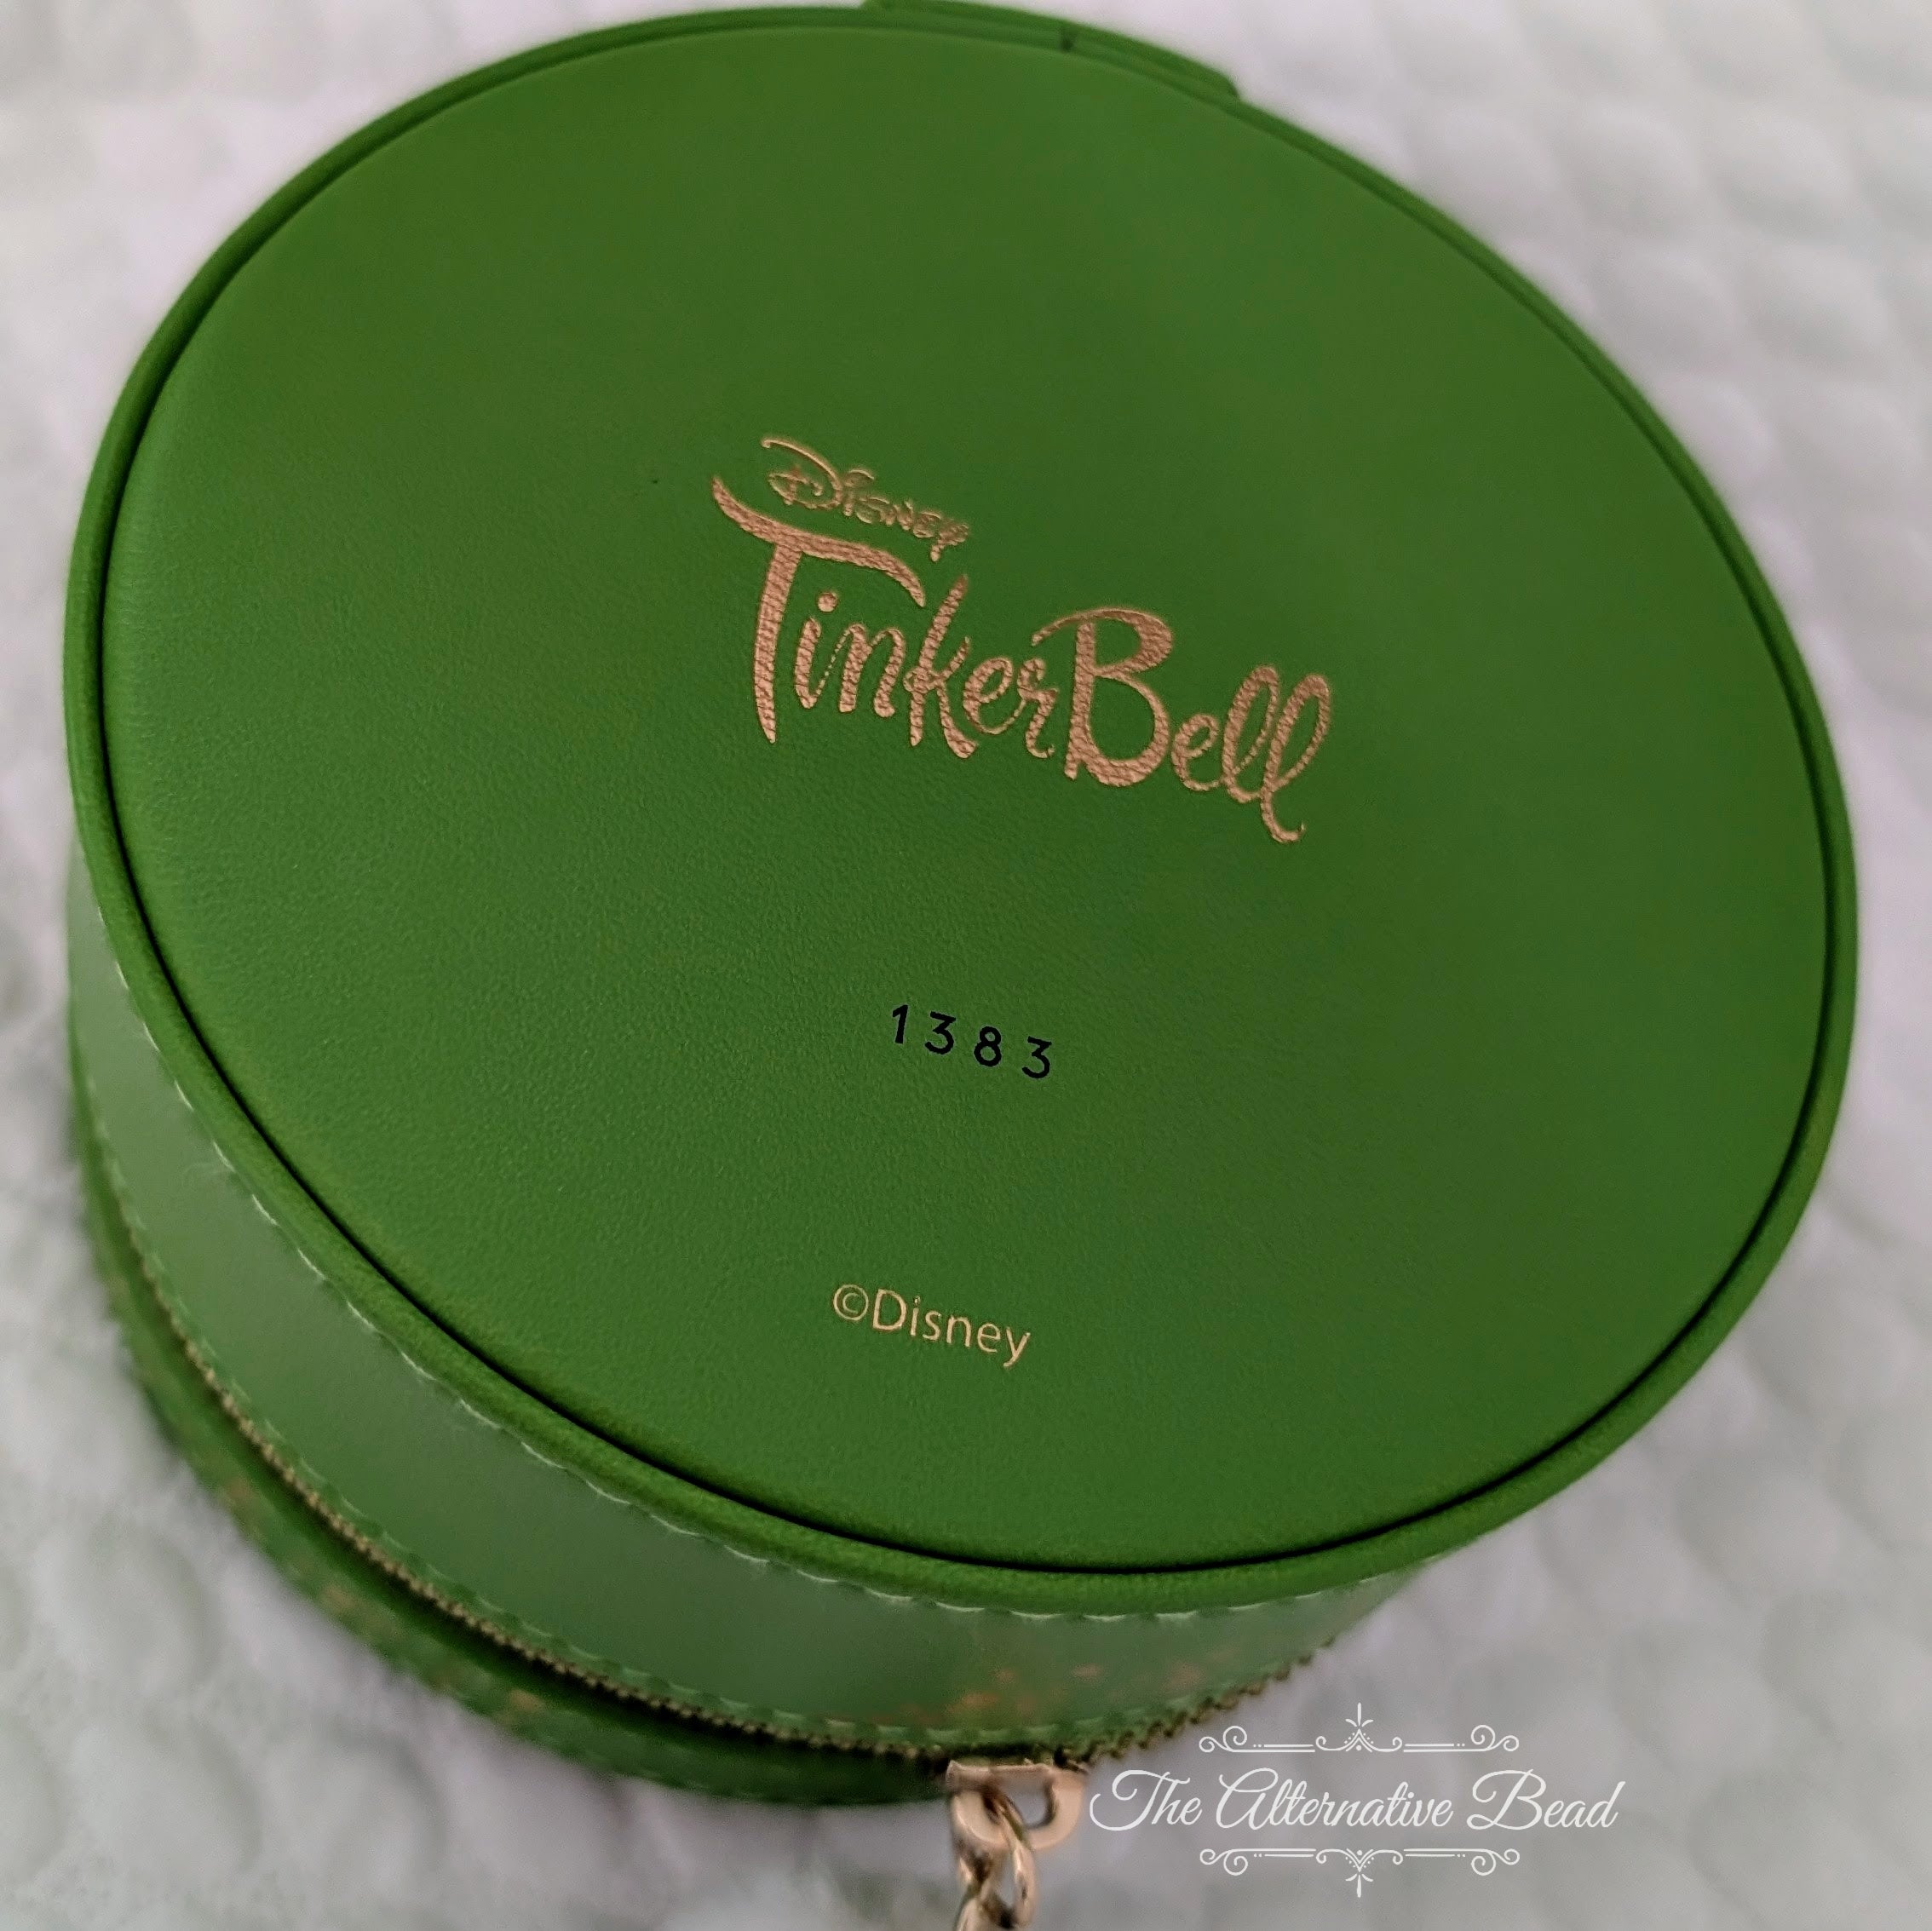 Disney
TinkerBell
1383
©Disney
The Alternative Bead